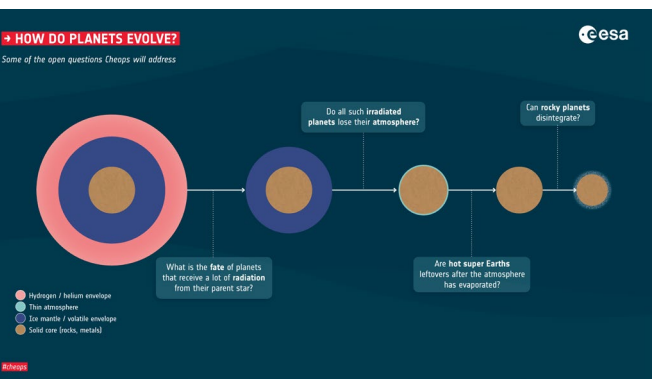 → HOW DO PLANETS EVOLVE?
esa
Some of the open questions Cheops will address
Do all such irradiated
planets lose their atmosphere?
Can rocky planets
disintegrate?
What is the fate of planets
that receive a lot of radiation
from their parent star?
Are hot super Earths
leftovers after the atmosphere
has evaporated?
Hydrogen / helium envelope
Thin atmosphere
Ice mantle / volatile envelope
Solid core (rocks, metals)
#cheops